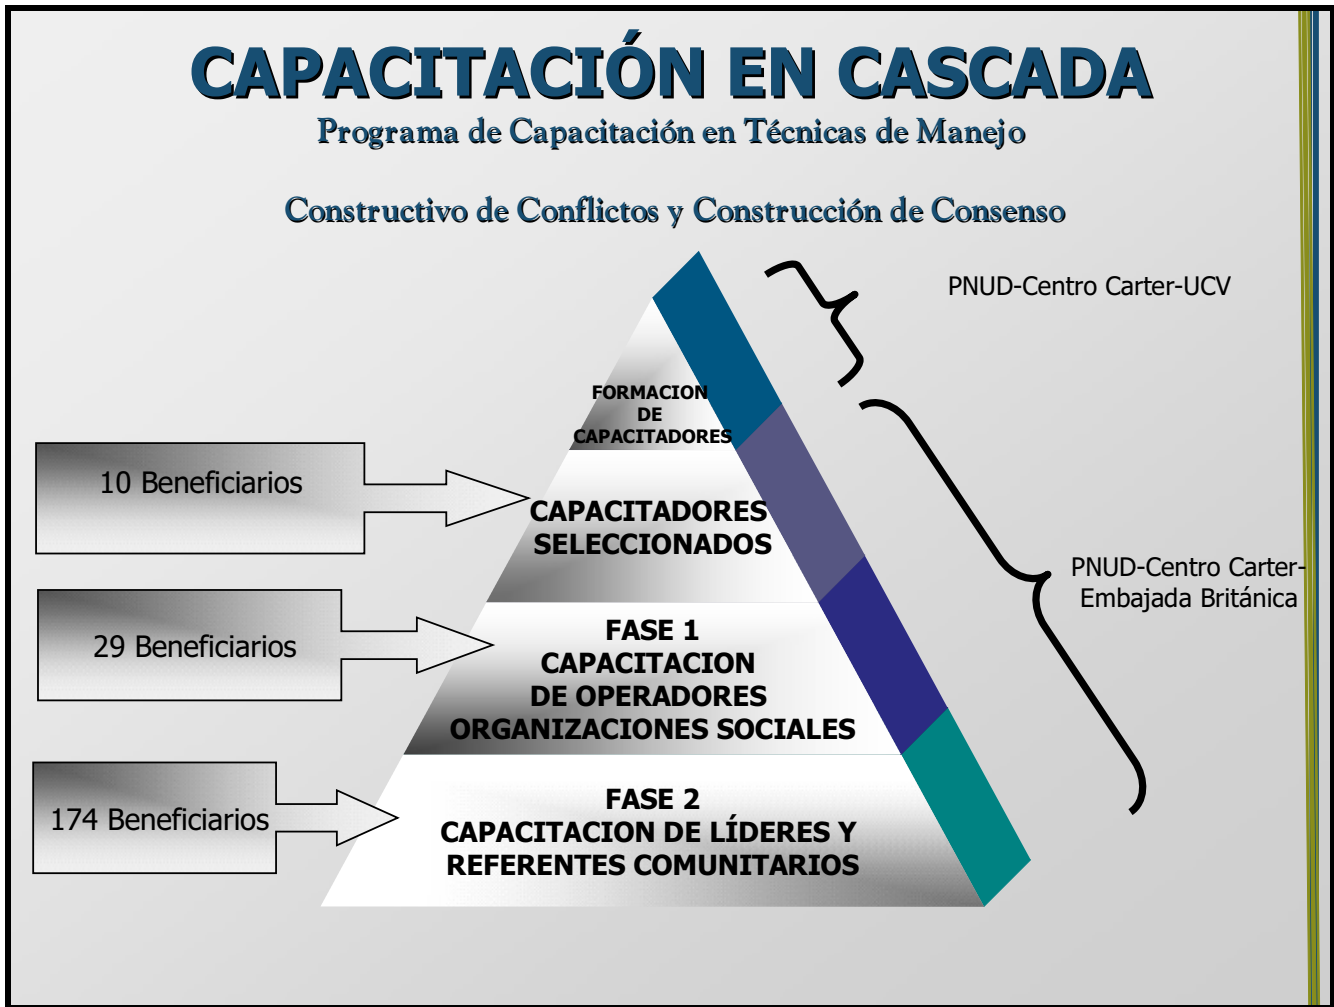 CAPACITACIÓN EN CASCADA
Programa de Capacitación en Técnicas de Manejo
Constructivo de Conflictos y Construcción de Consenso
PNUD-Centro Carter-UCV
FORMACION
DE
CAPACITADORES
10 Beneficiarios
CAPACITADORES
SELECCIONADOS
PNUD-Centro Carter-
Embajada Británica
29 Beneficiarios
FASE 1
CAPACITACION
DE OPERADORES
ORGANIZACIONES SOCIALES
174 Beneficiarios
FASE 2
CAPACITACION DE LÍDERES Y
REFERENTES COMUNITARIOS